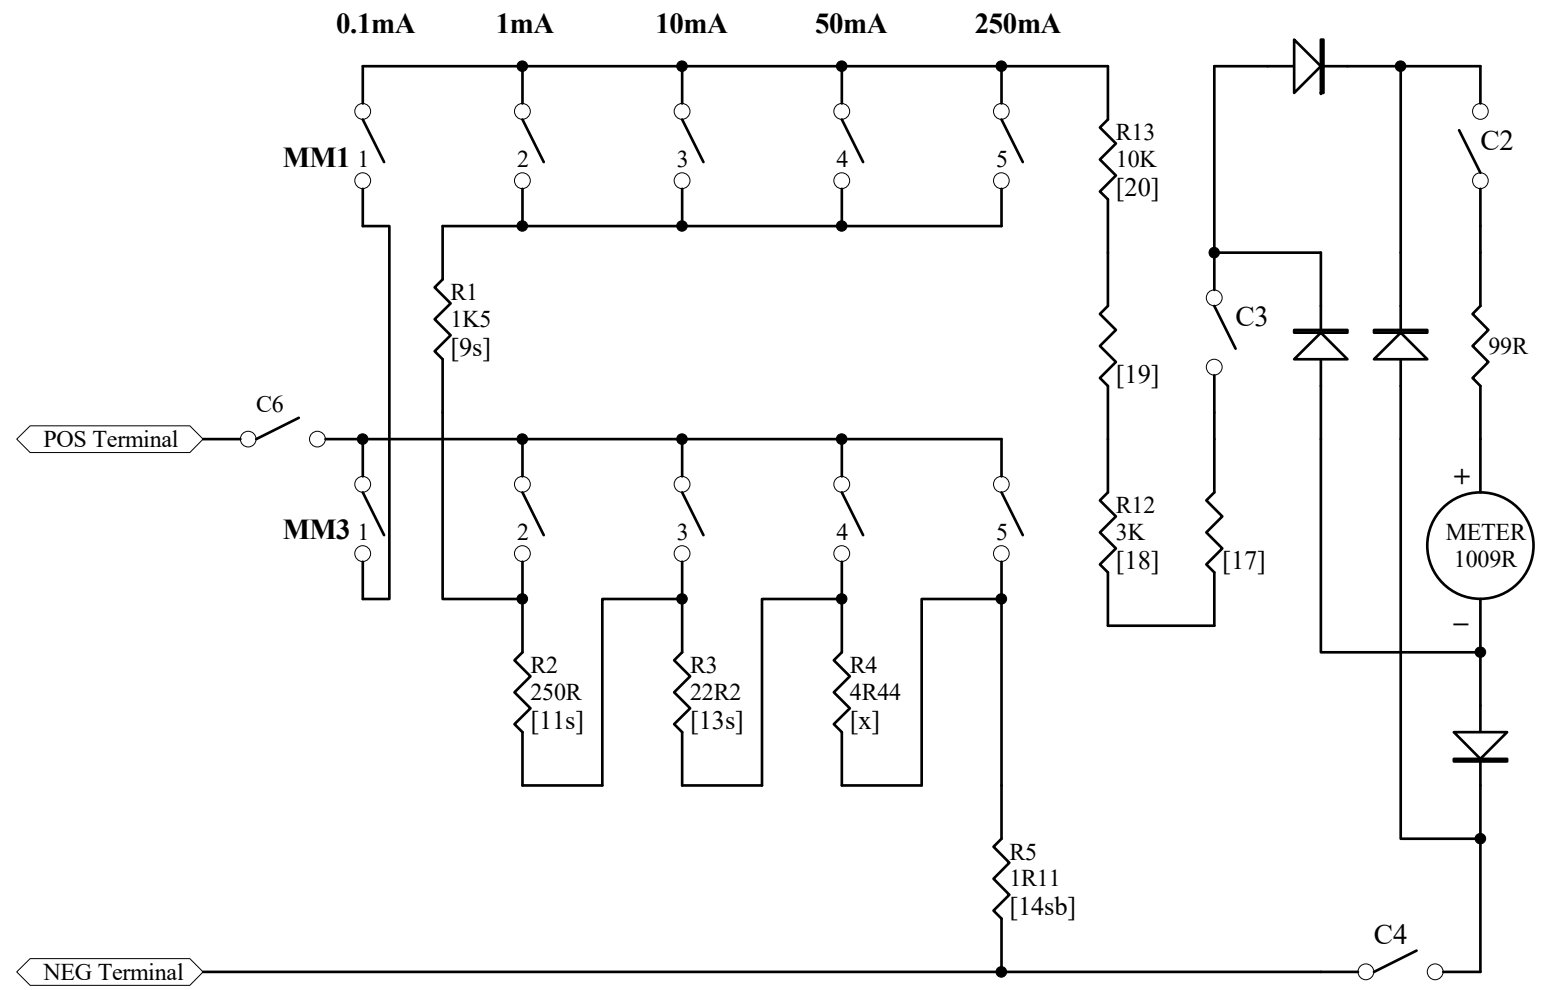 0.1mA 1mA 10mA 50mA 250mA
MM1 1 2 3 4 5
R13
10K
[20]
C2
R1
1K5
[9s]
C3
[19]
99R
C6
POS Terminal
MM3 1 2 3 4 5
R12
3K
[18]
[17]
+
METER
1009R
–
R2
250R
[11s]
R3
22R2
[13s]
R4
4R44
[x]
R5
1R11
[14sb]
C4
NEG Terminal